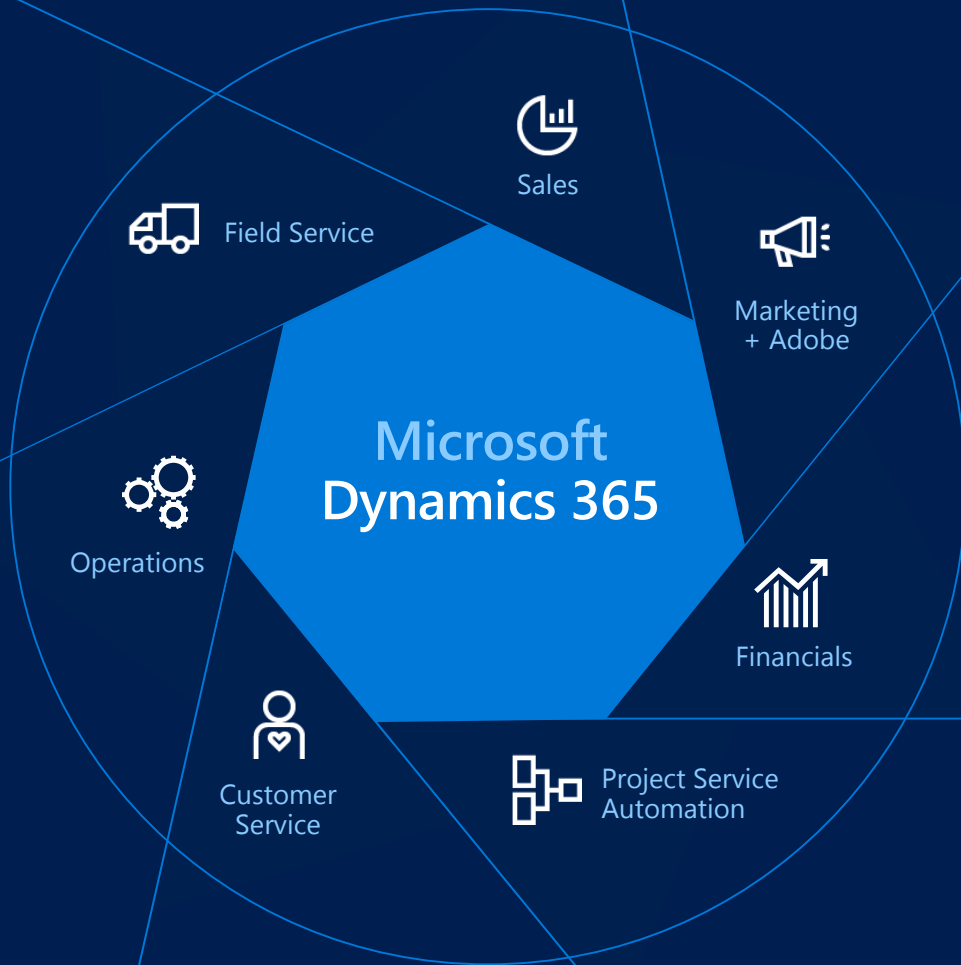 Sales
Field Service
Marketing
+ Adobe
Microsoft
Dynamics 365
Operations
Financials
Customer
Service
Project Service
Automation